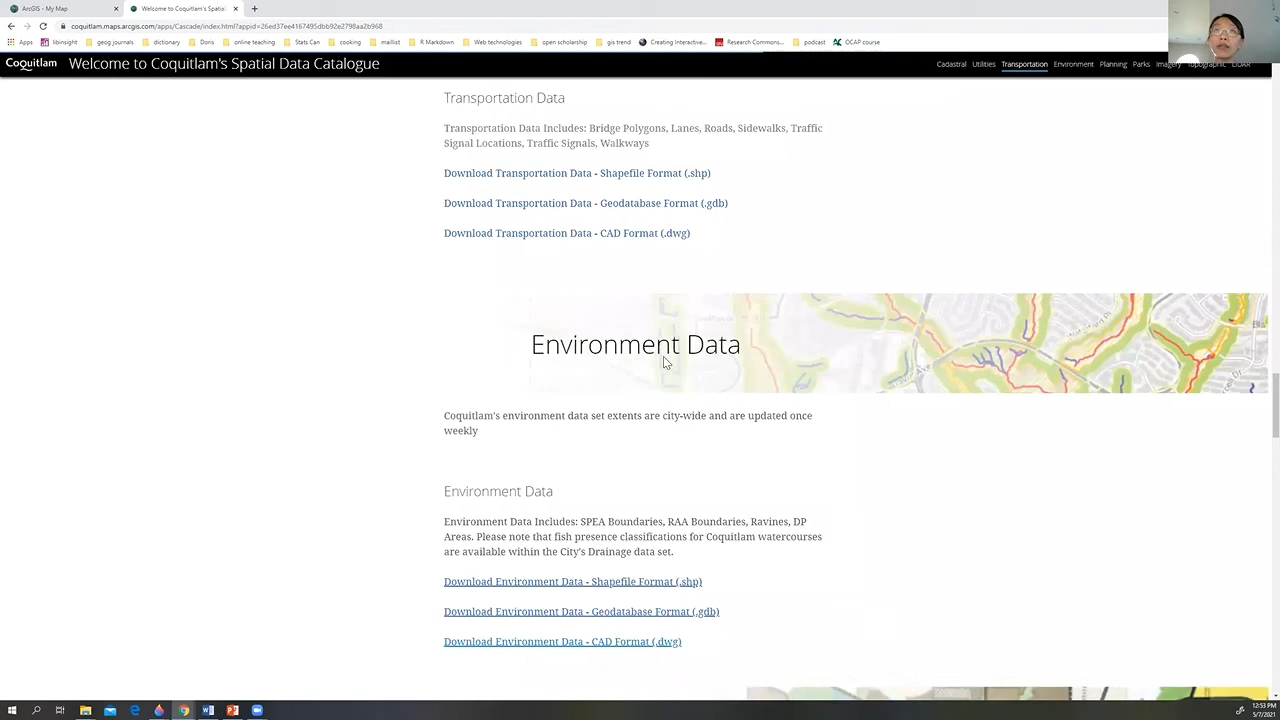 ArcGIS - My Map
Welcome to Coquitlam's Spatial
coquitlam.maps.arcgis.com/apps/Cascade/index.html?appid=26ed37ee4167495dbb92e2798aa2b968
Apps libinsight geog journals dictionary Doris online teaching Stats Can cooking maillist R Markdown Web technologies open scholarship gis trend Creating Interactive... Research Commons... podcast OCAP course
Coquitlam Welcome to Coquitlam's Spatial Data Catalogue Cadastral Utilities Transportation Environment Planning Parks Imagery Topographic LiDAR
Transportation Data
Transportation Data Includes: Bridge Polygons, Lanes, Roads, Sidewalks, Traffic
Signal Locations, Traffic Signals, Walkways
Download Transportation Data - Shapefile Format (.shp)
Download Transportation Data - Geodatabase Format (.gdb)
Download Transportation Data - CAD Format (.dwg)
Environment Data
Coquitlam's environment data set extents are city-wide and are updated once
weekly
Environment Data
Environment Data Includes: SPEA Boundaries, RAA Boundaries, Ravines, DP
Areas. Please note that fish presence classifications for Coquitlam watercourses
are available within the City's Drainage data set.
Download Environment Data - Shapefile Format (.shp)
Download Environment Data - Geodatabase Format (.gdb)
Download Environment Data - CAD Format (.dwg)
12:53 PM
5/7/2021